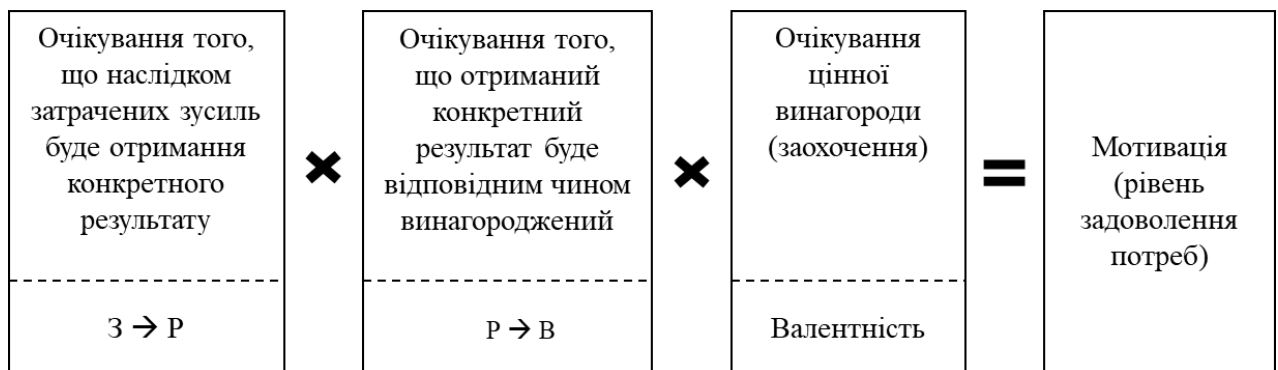 Очікування того,
що наслідком
затрачених зусиль
буде отримання
конкретного
результату
З → Р
✖
Очікування того,
що отриманий
конкретний
результат буде
відповідним чином
винагороджений
Р → В
✖
Очікування
цінної
винагороди
(заохочення)
Валентність
=
Мотивація
(рівень
задоволення
потреб)